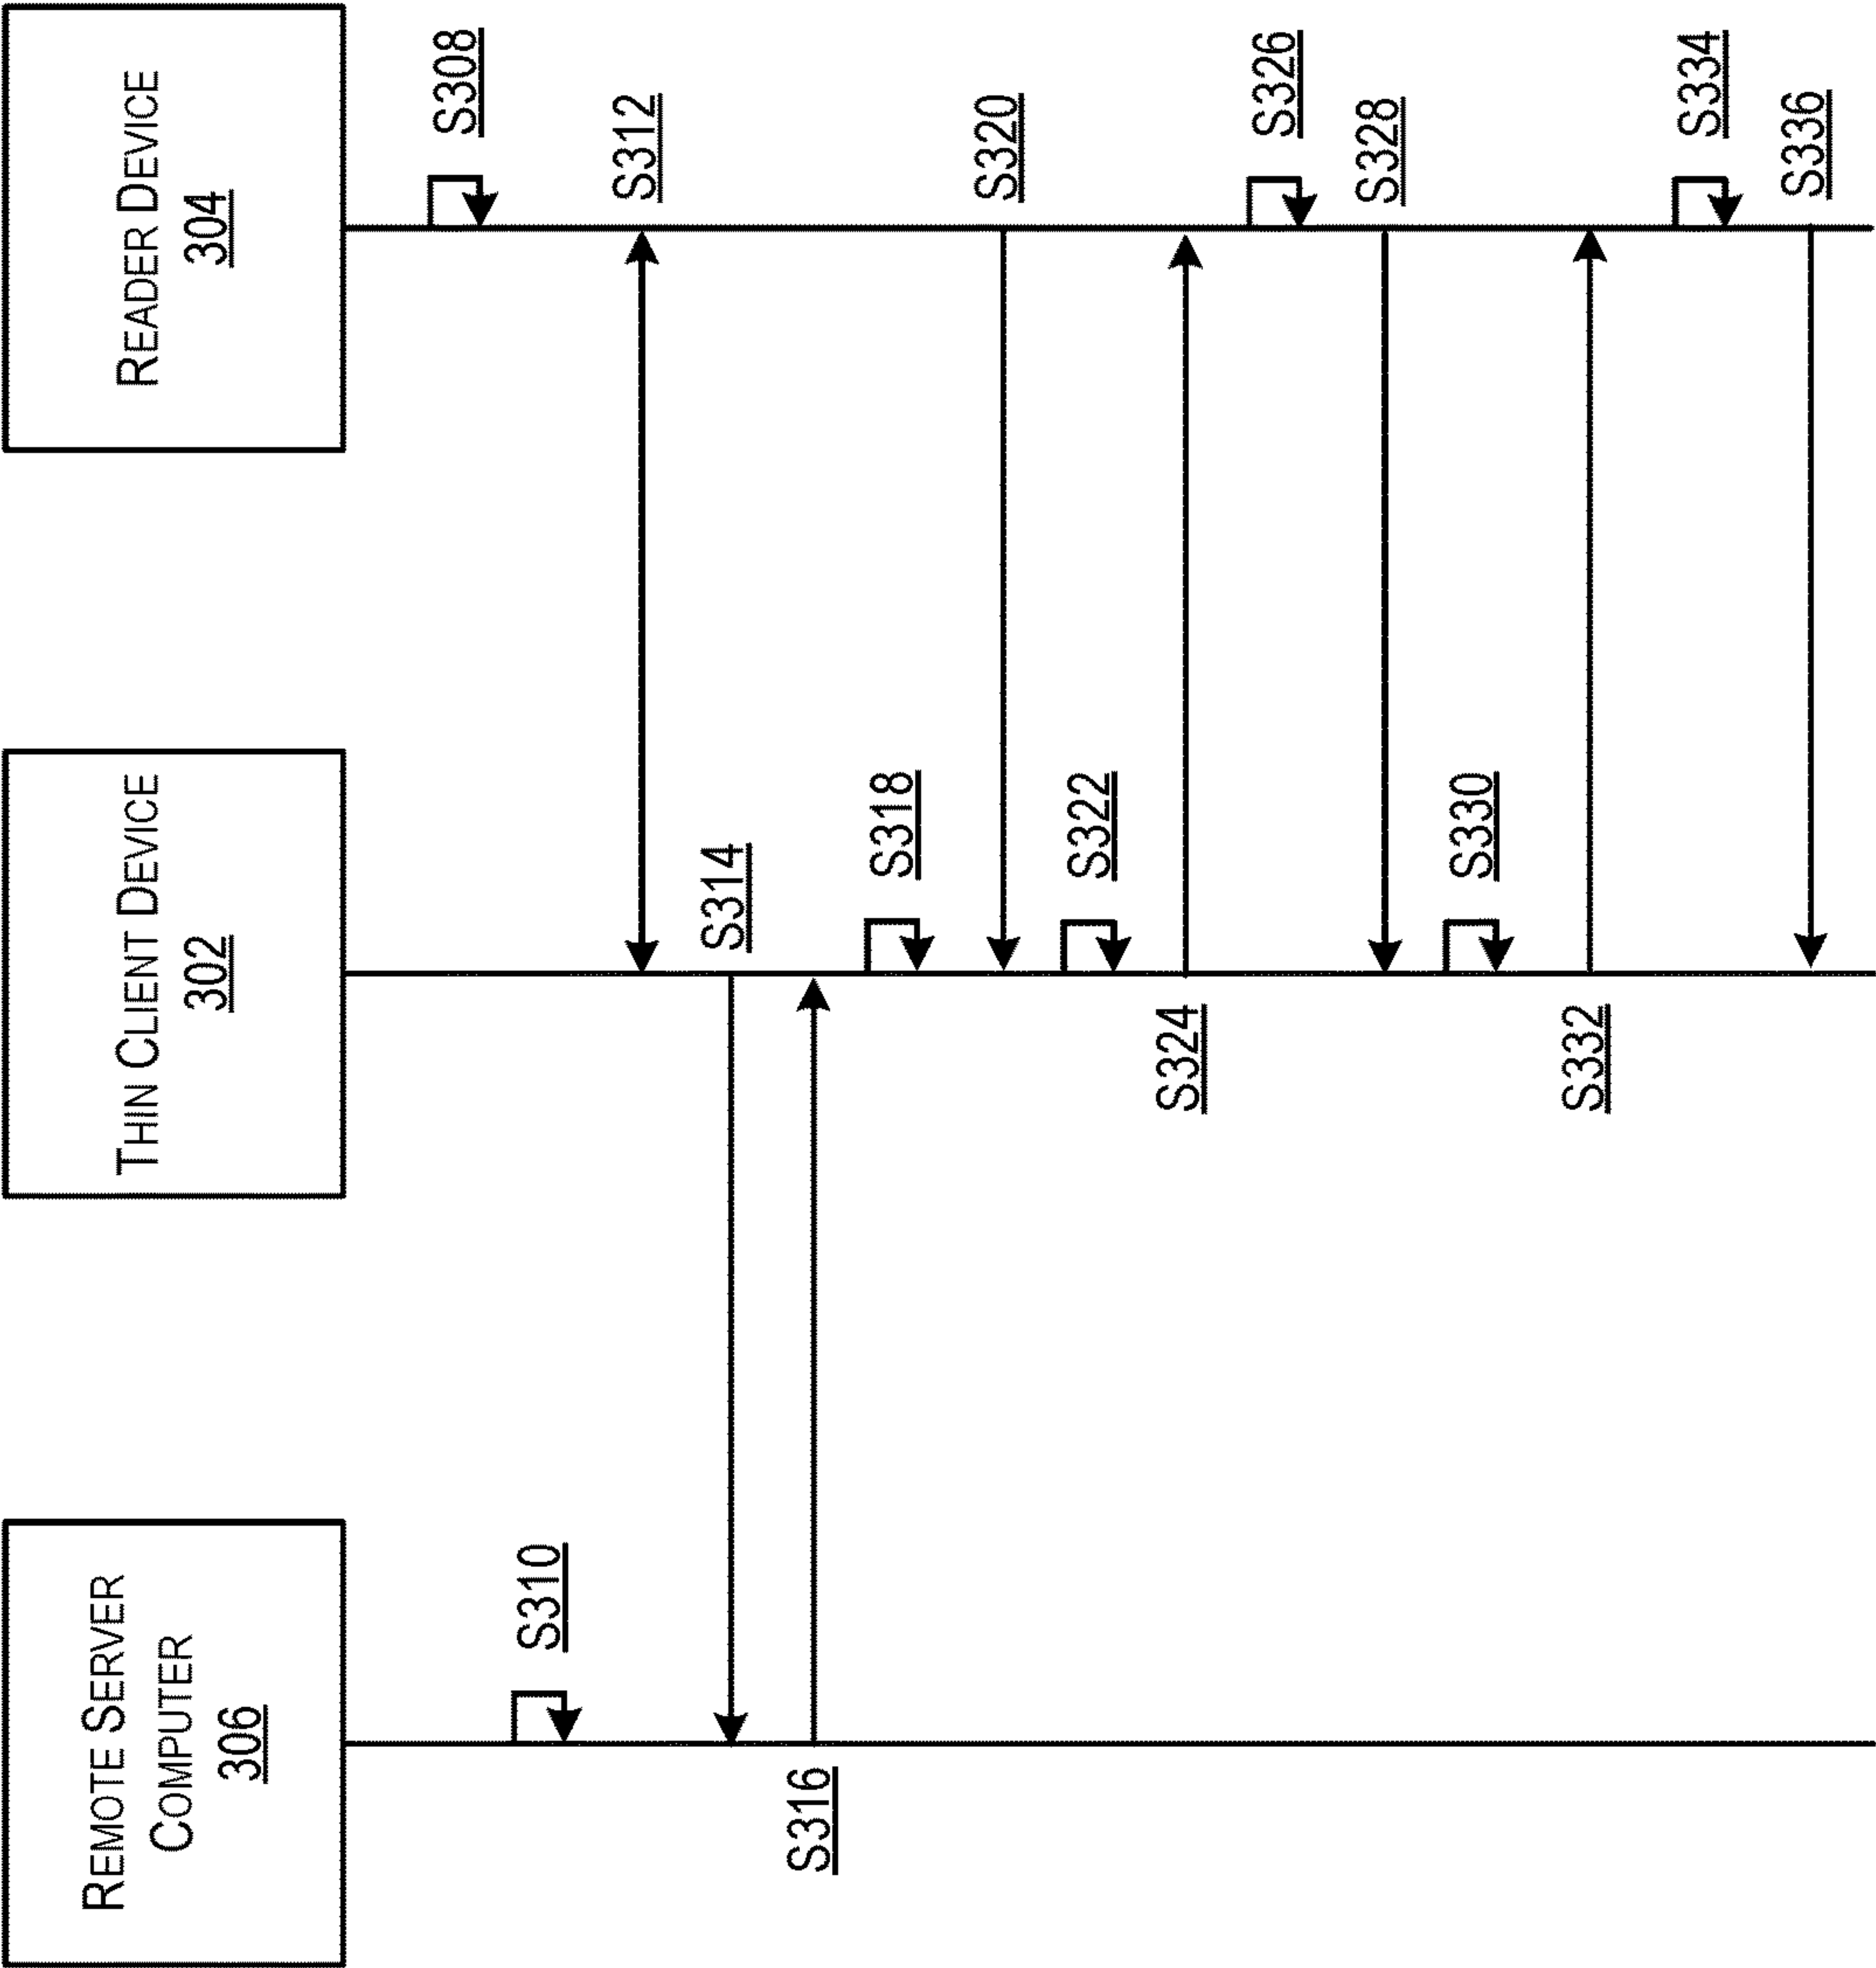 REMOTE SERVER
COMPUTER
306
THIN CLIENT DEVICE
302
READER DEVICE
304
S308
S310
S312
S314
S316
S318
S320
S322
S324
S326
S328
S330
S332
S334
S336